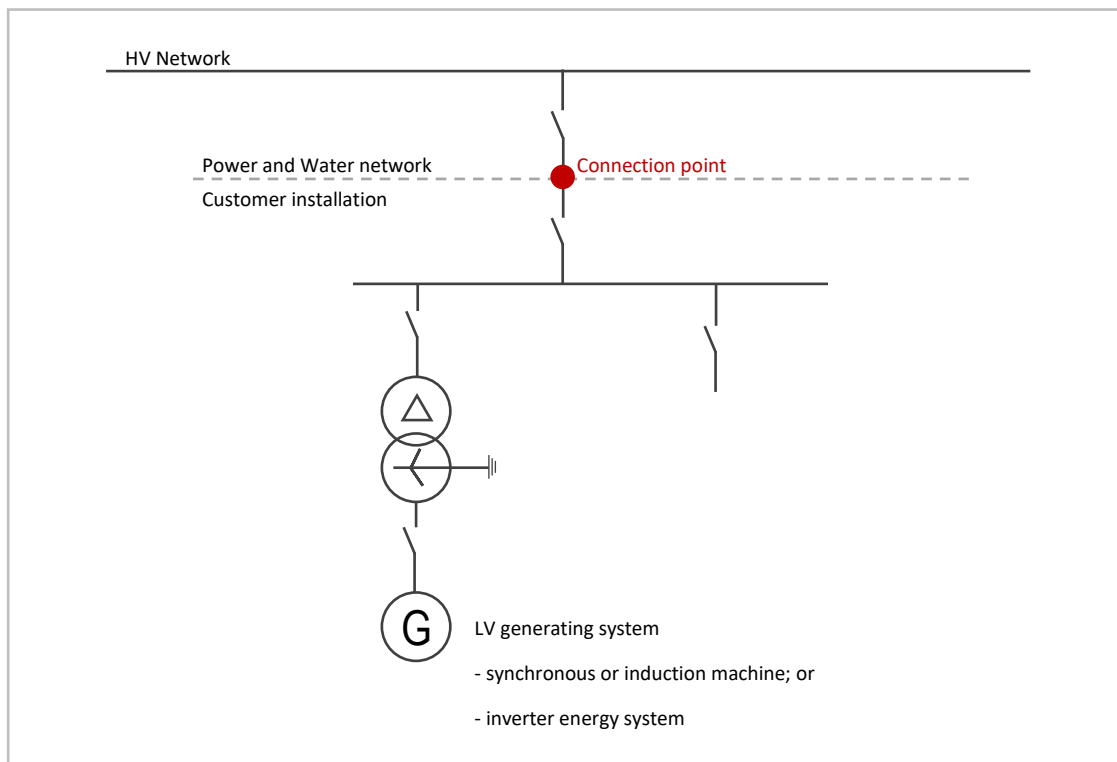 HV Network
Power and Water network
Connection point
Customer installation
G
LV generating system
- synchronous or induction machine; or
- inverter energy system